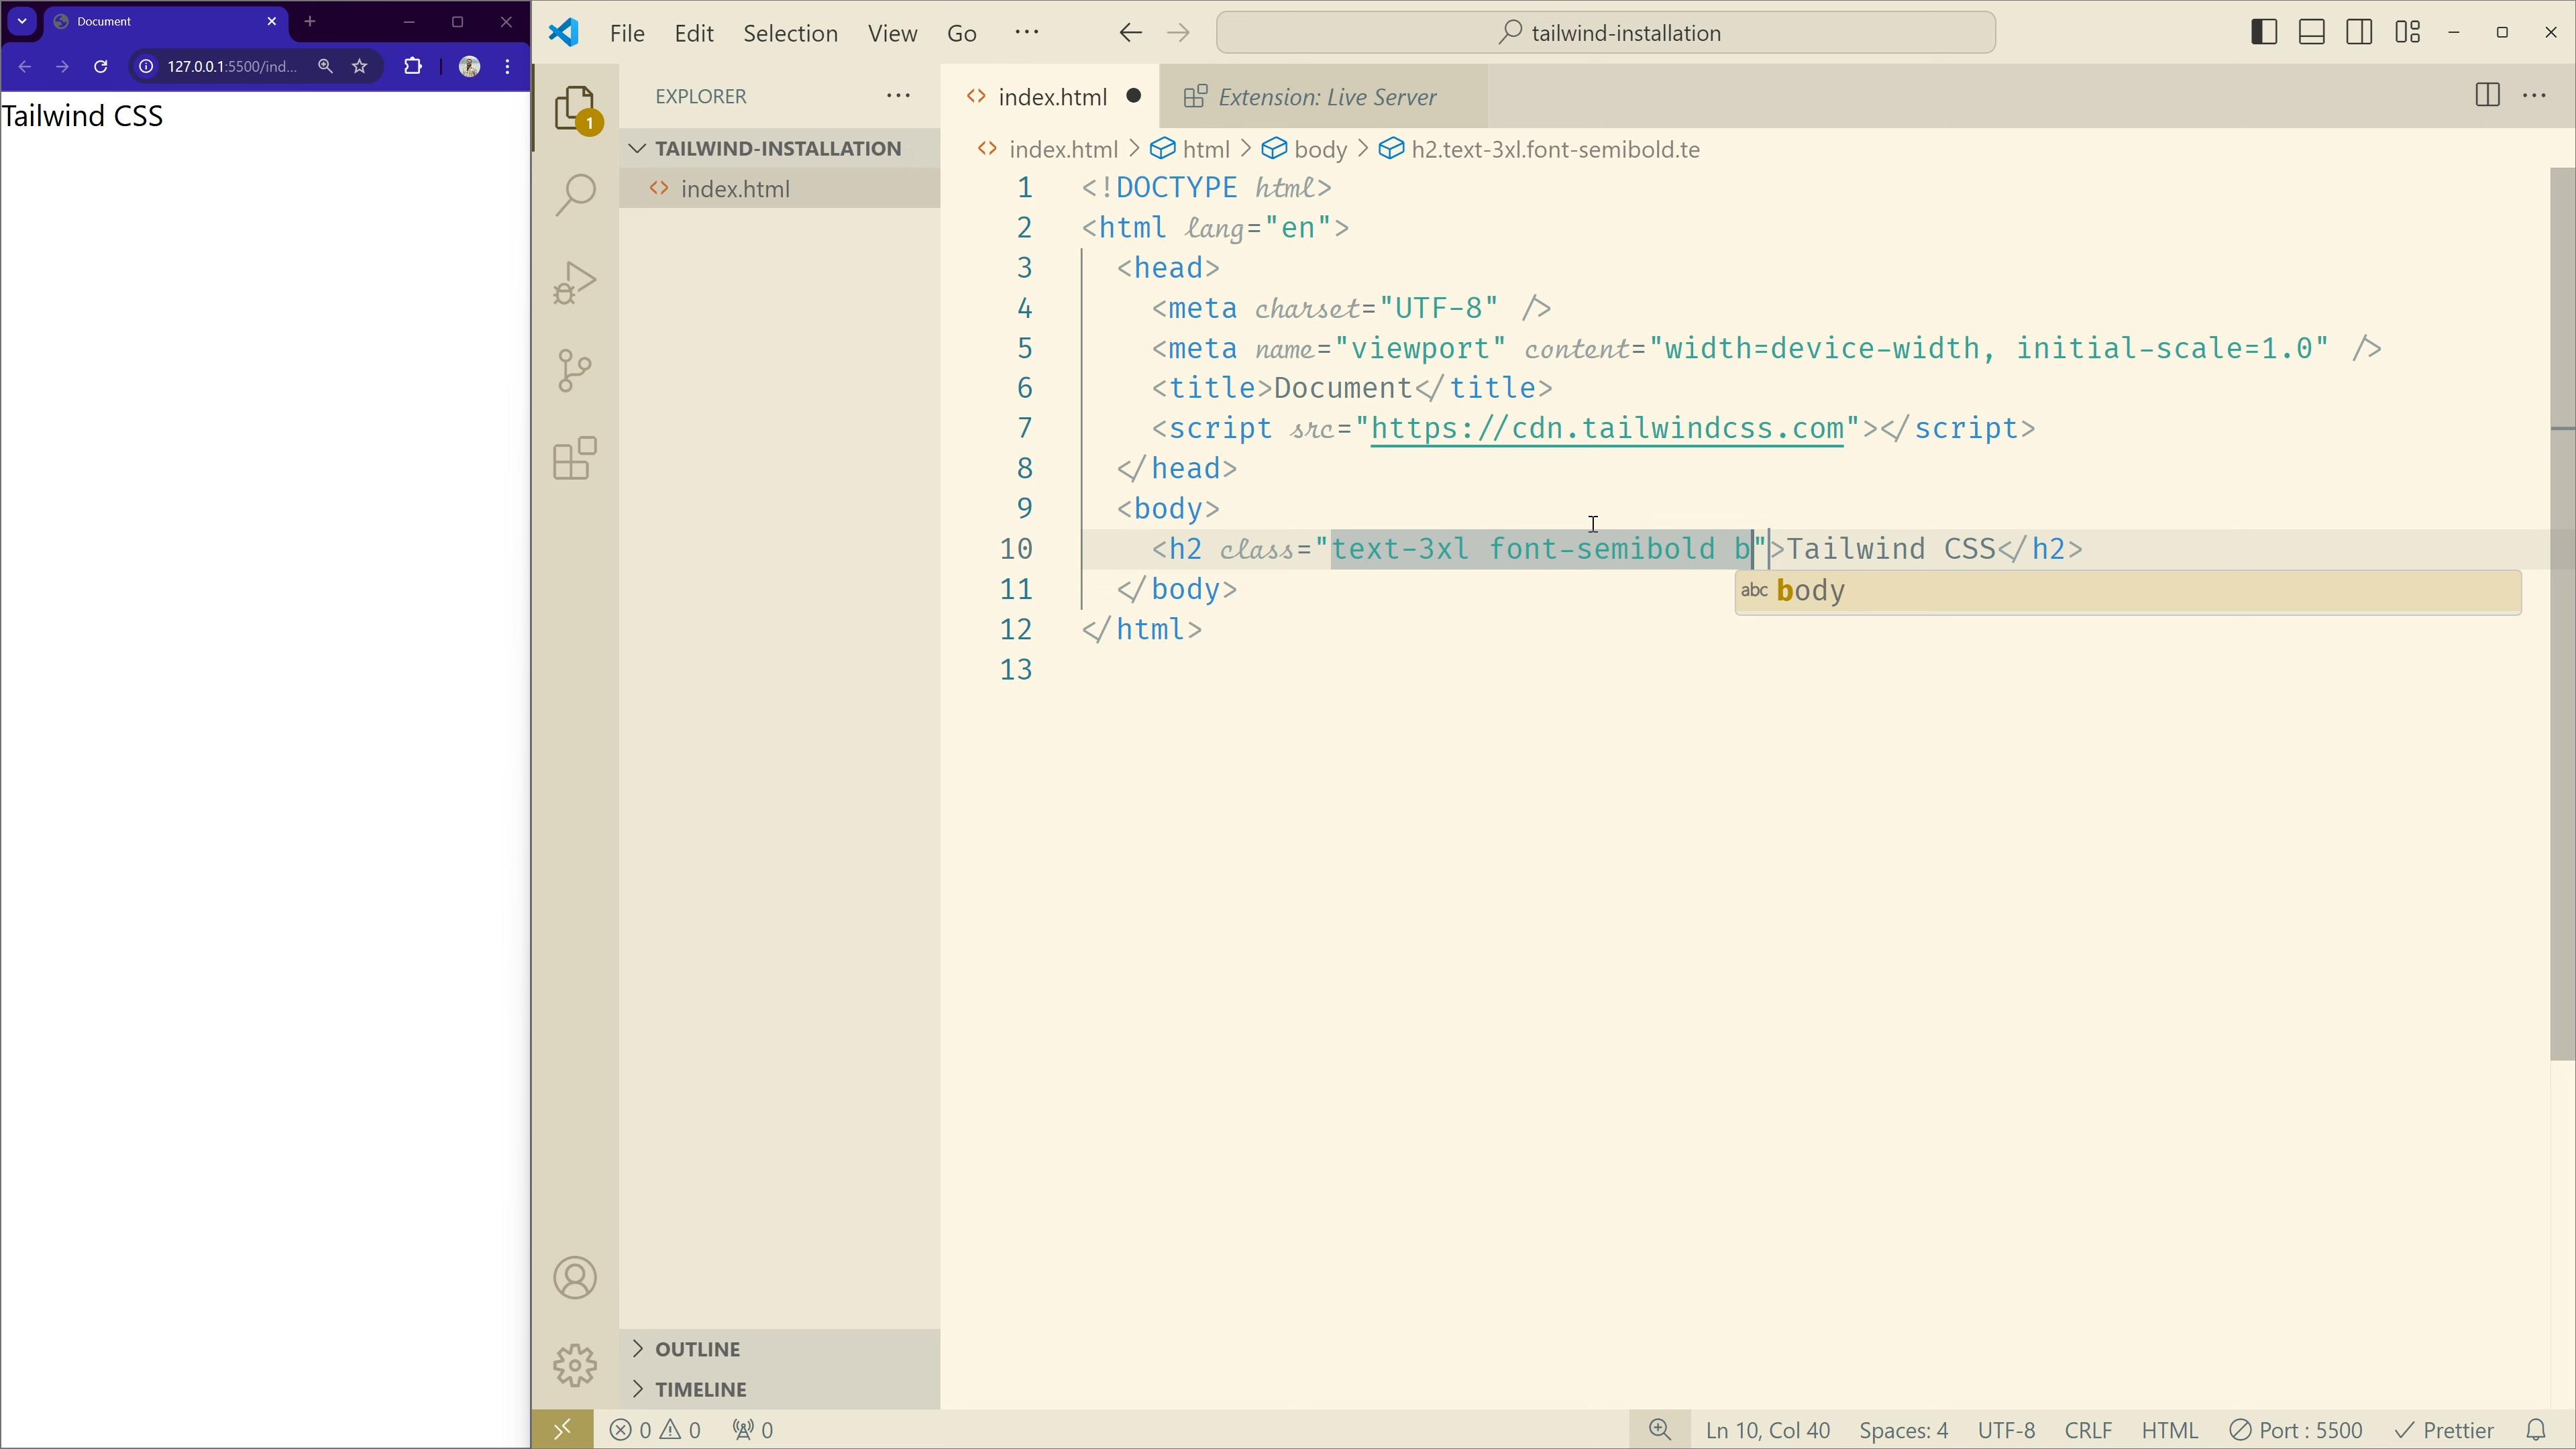 Document
127.0.0.1:5500/ind...
Tailwind CSS
File Edit Selection View Go ...
tailwind-installation
EXPLORER
index.html
Extension: Live Server
1
TAILWIND-INSTALLATION
index.html
index.html > html > body > h2.text-3xl.font-semibold.te
1 <!DOCTYPE html>
2 <html lang="en">
3 <head>
4 <meta charset="UTF-8" />
5 <meta name="viewport" content="width=device-width, initial-scale=1.0" />
6 <title>Document</title>
7 <script src="https://cdn.tailwindcss.com"></script>
8 </head>
9 <body>
10 <h2 class="text-3xl font-semibold b">Tailwind CSS</h2>
abc body
11 </body>
12 </html>
13
OUTLINE
TIMELINE
0 0 0
Ln 10, Col 40 Spaces: 4 UTF-8 CRLF HTML Port : 5500 Prettier